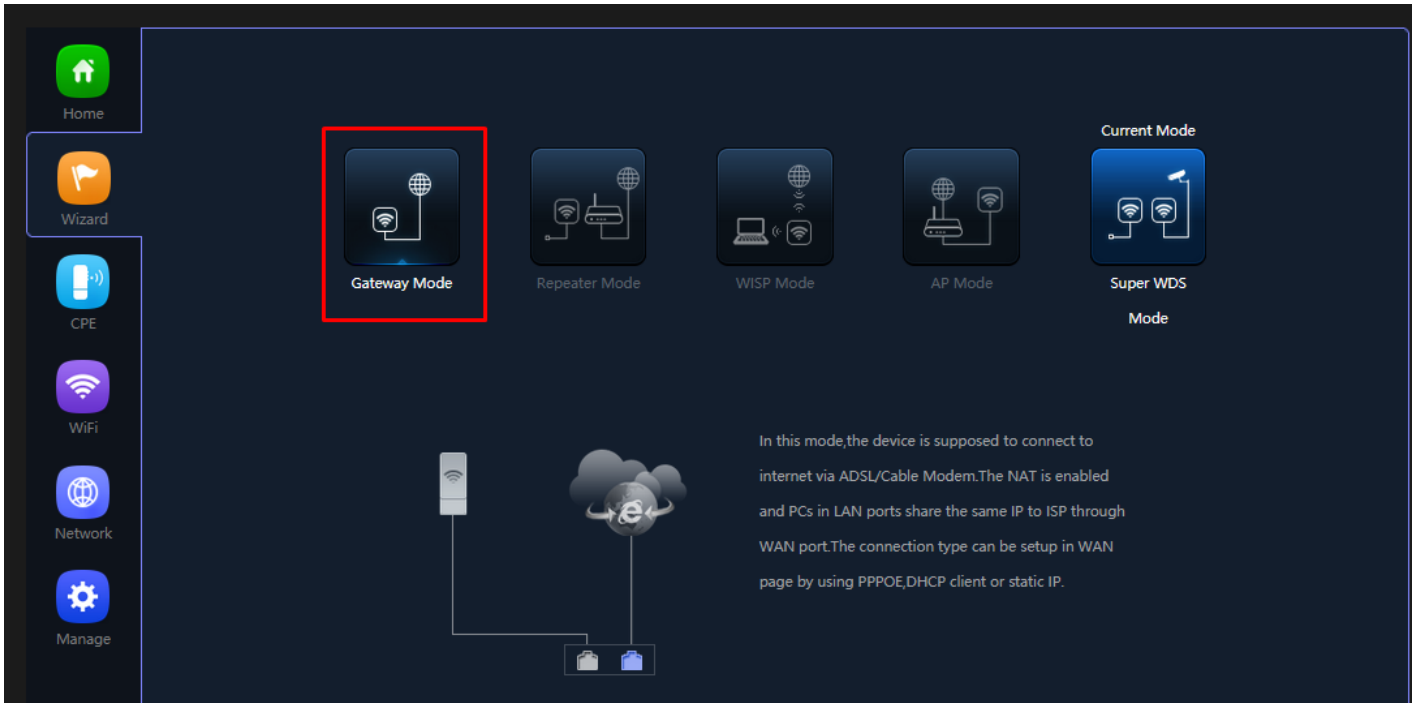 Home
Wizard
CPE
WiFi
Network
Manage
Current Mode
Gateway Mode
Repeater Mode
WISP Mode
AP Mode
Super WDS
Mode
In this mode,the device is supposed to connect to
internet via ADSL/Cable Modem.The NAT is enabled
and PCs in LAN ports share the same IP to ISP through
WAN port.The connection type can be setup in WAN
page by using PPPOE,DHCP client or static IP.